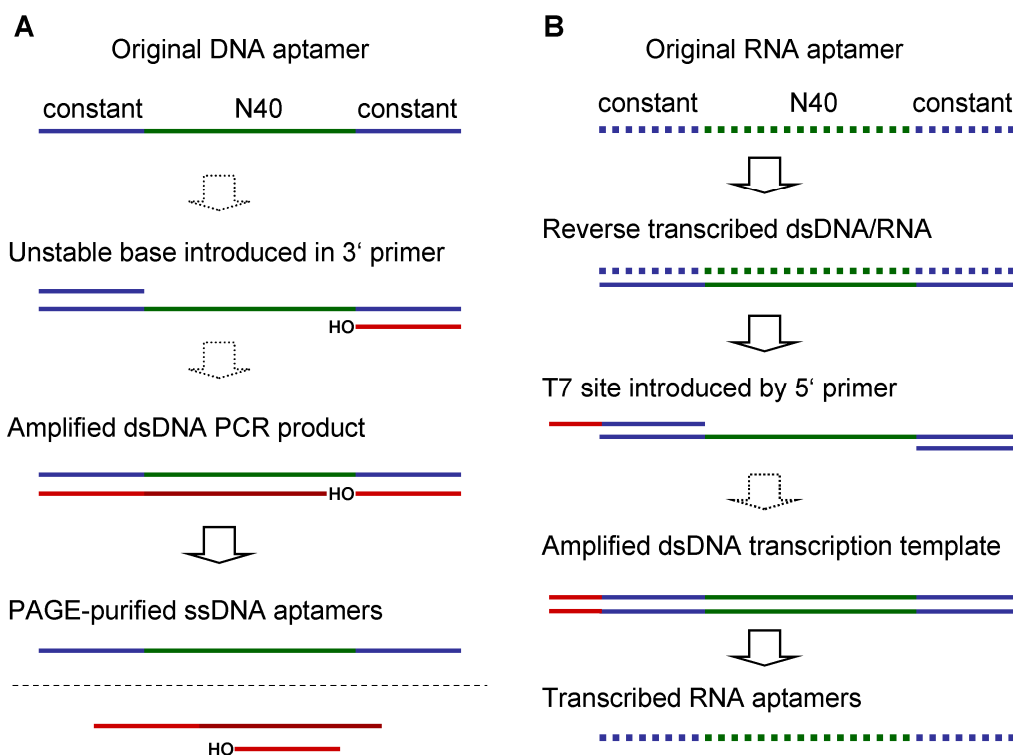 A
Original DNA aptamer
constant N40 constant
Unstable base introduced in 3‘ primer
HO
Amplified dsDNA PCR product
HO
PAGE-purified ssDNA aptamers
HO
B
Original RNA aptamer
constant N40 constant
Reverse transcribed dsDNA/RNA
T7 site introduced by 5‘ primer
Amplified dsDNA transcription template
Transcribed RNA aptamers